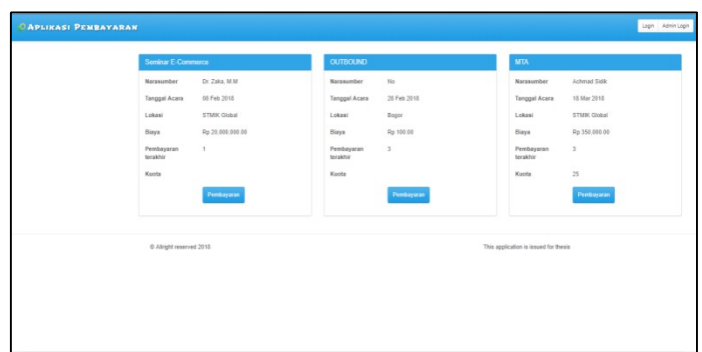 APLIKASI PEMBAYARAN
Login Admin Login
Seminar E-Commerce
Narasumber Dr. Zaka, M.M
Tanggal Acara 06 Feb 2018
Lokasi STMIK Global
Biaya Rp 20.000.000.00
Pembayaran terakhir 1
Kuota
Pembayaran
OUTBOUND
Narasumber No
Tanggal Acara 28 Feb 2018
Lokasi Bogor
Biaya Rp 100.00
Pembayaran terakhir 3
Kuota
Pembayaran
MTA
Narasumber Achmad Sidik
Tanggal Acara 10 Mar 2018
Lokasi STMIK Global
Biaya Rp 350,000.00
Pembayaran terakhir 3
Kuota 25
Pembayaran
© Allright reserved 2018
This application is issued for thesis